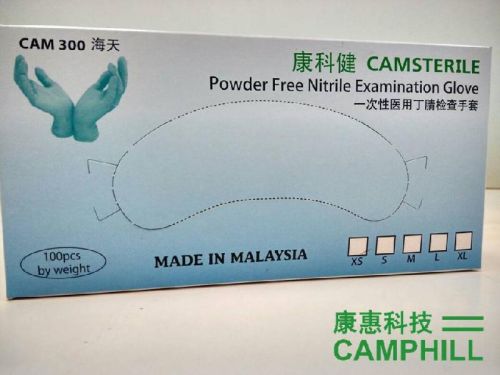 CAM 300 海天
康科健 CAMSTERILE
Powder Free Nitrile Examination Glove
一次性医用丁腈检查手套
100pcs
by weight
MADE IN MALAYSIA
XS S M L XL
康惠科技
CAMPHILL